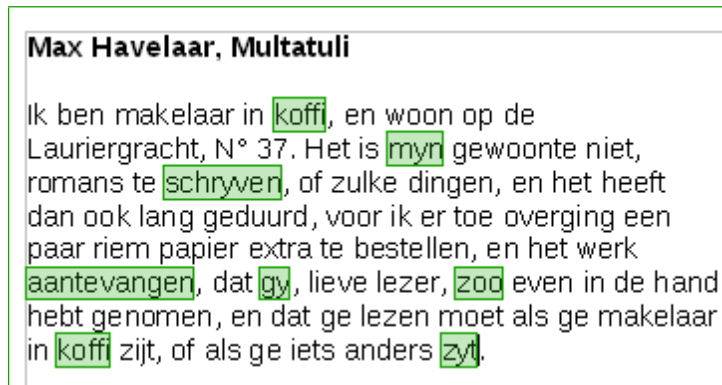 Max Havelaar, Multatuli
Ik ben makelaar in koffi, en woon op de
Lauriergracht, N° 37. Het is myn gewoonte niet,
romans te schryven, of zulke dingen, en het heeft
dan ook lang geduurd, voor ik er toe overging een
paar riem papier extra te bestellen, en het werk
aantevangen, dat gy, lieve lezer, zoo even in de hand
hebt genomen, en dat ge lezen moet als ge makelaar
in koffi zijt, of als ge iets anders zyt.